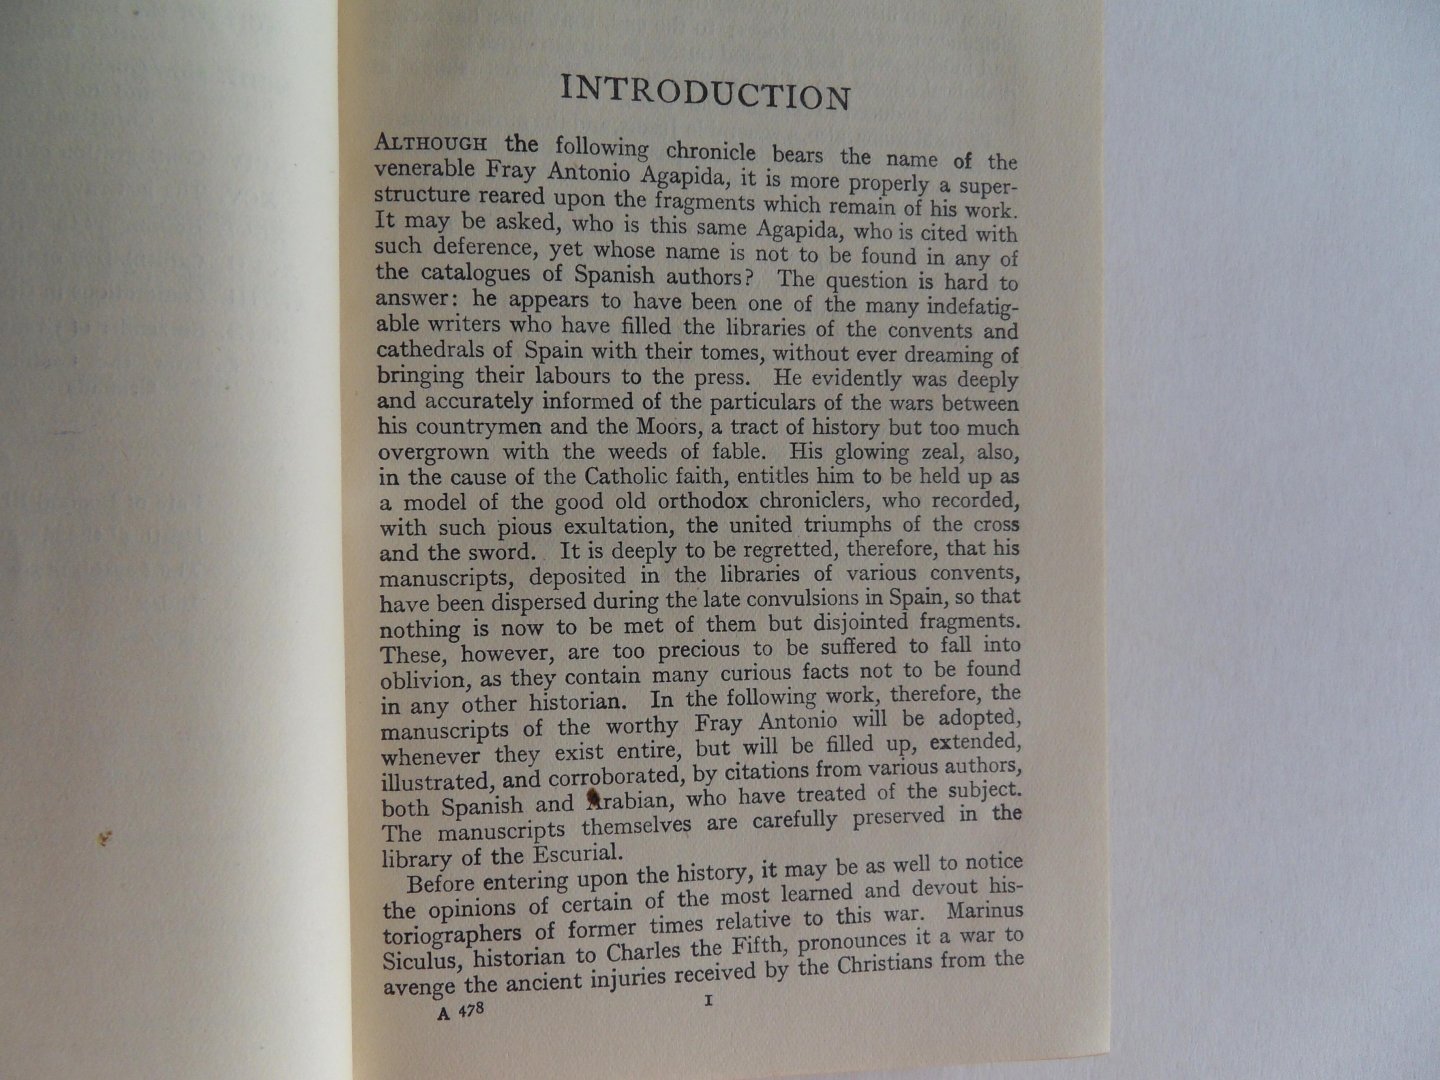 INTRODUCTION
ALTHOUGH the following chronicle bears the name of the
venerable Fray Antonio Agapida, it is more properly a super-
structure reared upon the fragments which remain of his work.
It may be asked, who is this same Agapida, who is cited with
such deference, yet whose name is not to be found in any of
the catalogues of Spanish authors? The question is hard to
answer: he appears to have been one of the many indefatig-
able writers who have filled the libraries of the convents and
cathedrals of Spain with their tomes, without ever dreaming of
bringing their labours to the press. He evidently was deeply
and accurately informed of the particulars of the wars between
his countrymen and the Moors, a tract of history but too much
overgrown with the weeds of fable. His glowing zeal, also,
in the cause of the Catholic faith, entitles him to be held up as
a model of the good old orthodox chroniclers, who recorded,
with such pious exultation, the united triumphs of the cross
and the sword. It is deeply to be regretted, therefore, that his
manuscripts, deposited in the libraries of various convents,
have been dispersed during the late convulsions in Spain, so that
nothing is now to be met of them but disjointed fragments.
These, however, are too precious to be suffered to fall into
oblivion, as they contain many curious facts not to be found
in any other historian. In the following work, therefore, the
manuscripts of the worthy Fray Antonio will be adopted,
whenever they exist entire, but will be filled up, extended,
illustrated, and corroborated, by citations from various authors,
both Spanish and Arabian, who have treated of the subject.
The manuscripts themselves are carefully preserved in the
library of the Escurial.
Before entering upon the history, it may be as well to notice
the opinions of certain of the most learned and devout his-
toriographers of former times relative to this war. Marinus
Siculus, historian to Charles the Fifth, pronounces it a war to
avenge the ancient injuries received by the Christians from the
A 478 1